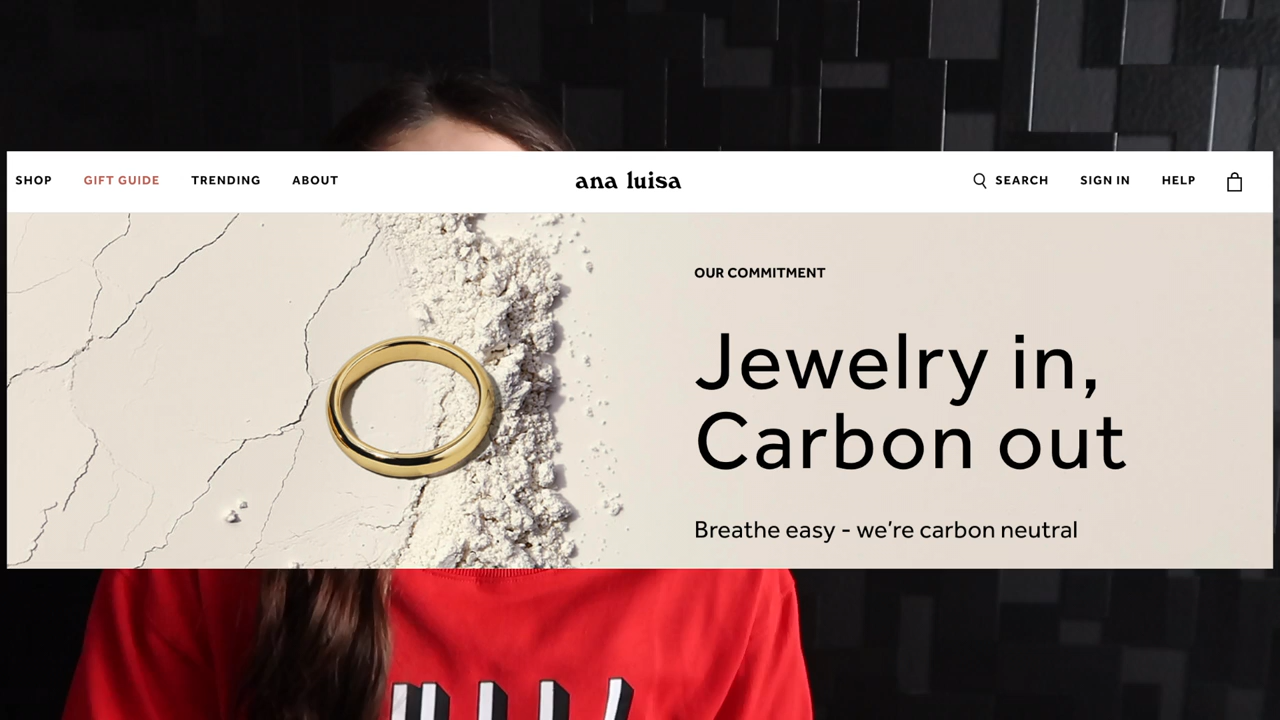 SHOP GIFT GUIDE TRENDING ABOUT ana luisa SEARCH SIGN IN HELP
OUR COMMITMENT
Jewelry in,
Carbon out
Breathe easy - we're carbon neutral